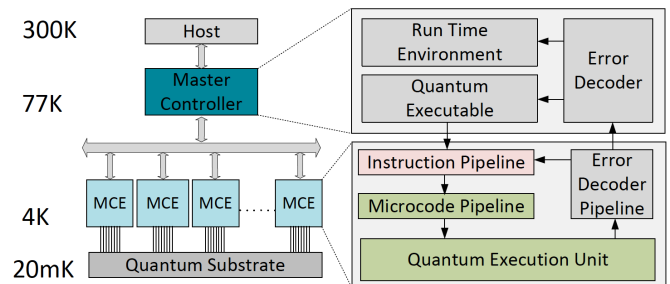 300K
Host
77K
Master
Controller
4K
MCE
MCE
MCE
MCE
20mK
Quantum Substrate
Run Time
Environment
Quantum
Executable
Error
Decoder
Instruction Pipeline
Microcode Pipeline
Error
Decoder
Pipeline
Quantum Execution Unit